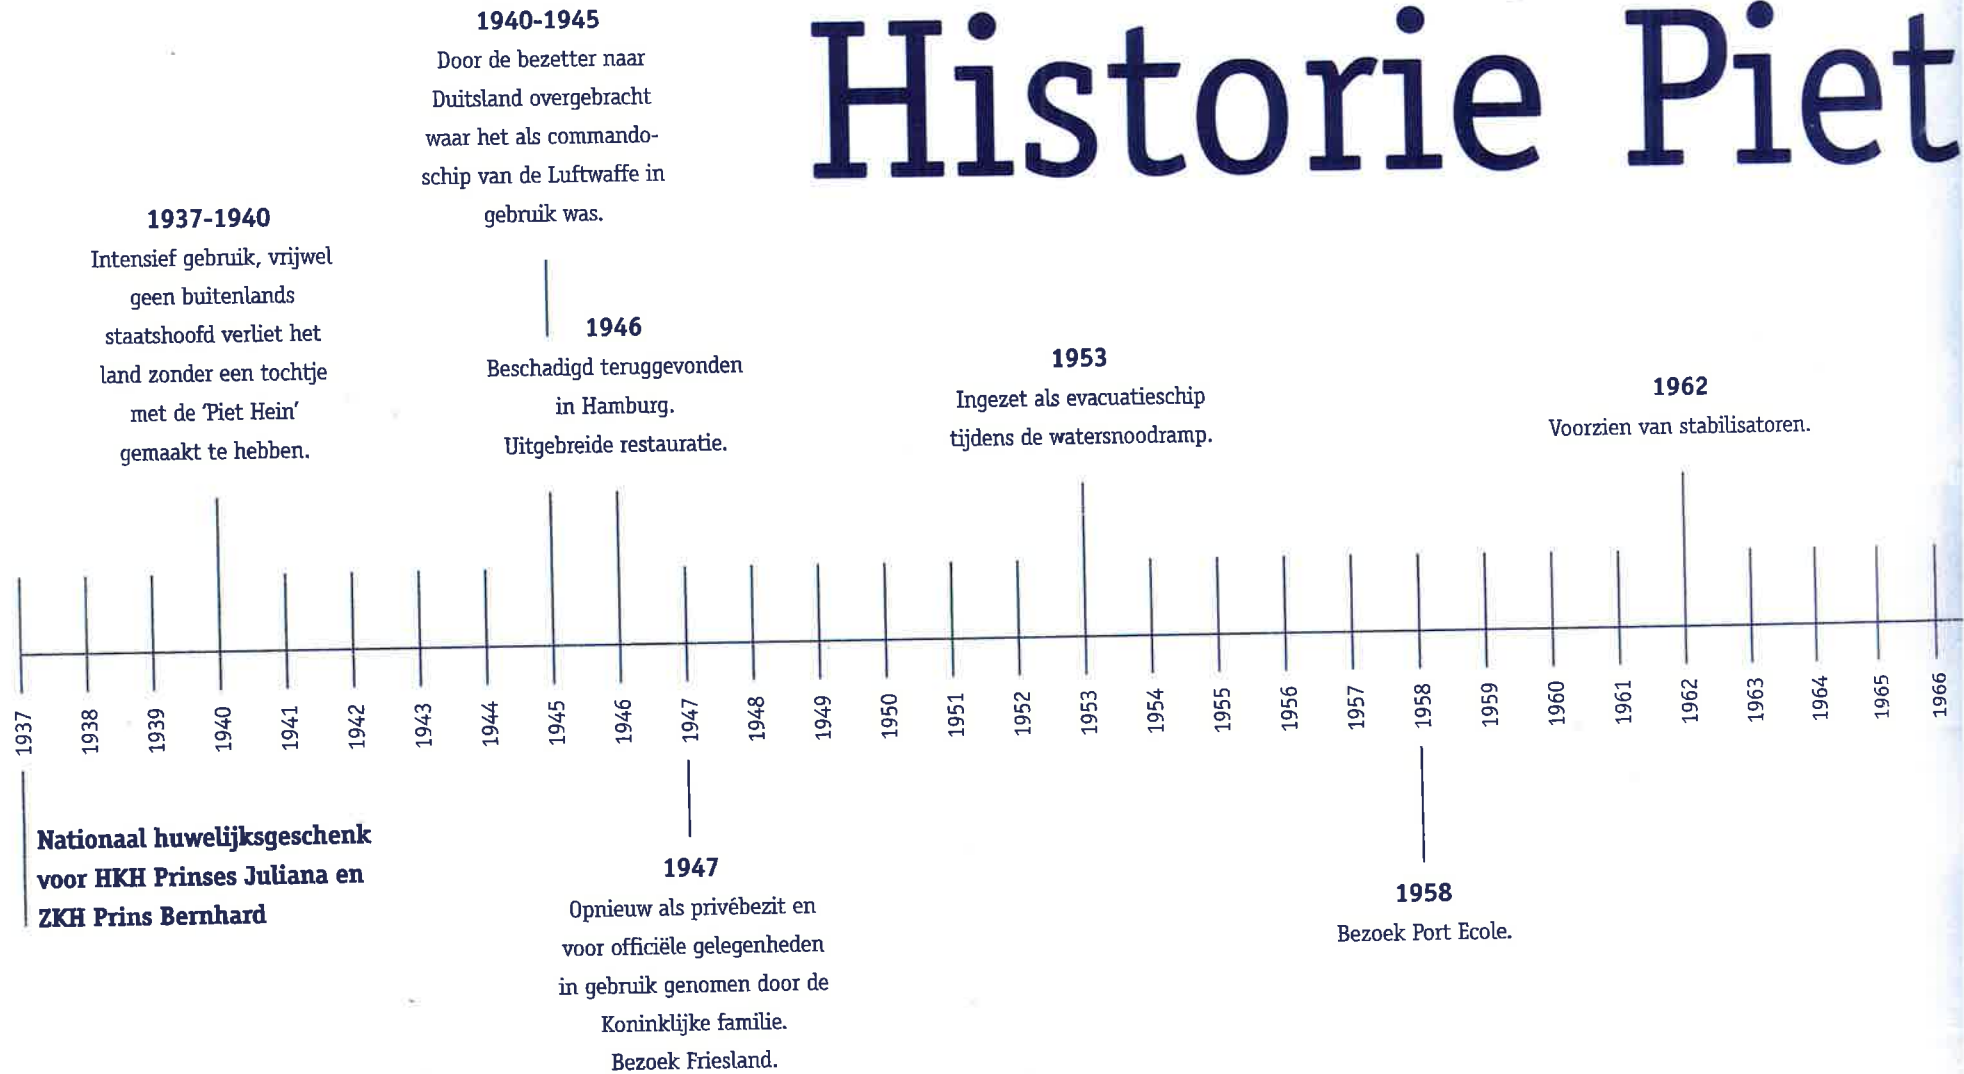 Historie Piet
1940-1945
Door de bezetter naar
Duitsland overgebracht
waar het als commando-
schip van de Luftwaffe in
gebruik was.
1937-1940
Intensief gebruik, vrijwel
geen buitenlands
staatshoofd verliet het
land zonder een tochtje
met de 'Piet Hein'
gemaakt te hebben.
1946
Beschadigd teruggevonden
in Hamburg.
Uitgebreide restauratie.
1953
Ingezet als evacuatieschip
tijdens de watersnoodramp.
1962
Voorzien van stabilisatoren.
1937
1938
1939
1940
1941
1942
1943
1944
1945
1946
1947
1948
1949
1950
1951
1952
1953
1954
1955
1956
1957
1958
1959
1960
1961
1962
1963
1964
1965
1966
Nationaal huwelijksgeschenk
voor HKH Prinses Juliana en
ZKH Prins Bernhard
1947
Opnieuw als privébezit en
voor officiële gelegenheden
in gebruik genomen door de
Koninklijke familie.
Bezoek Friesland.
1958
Bezoek Port Ecole.